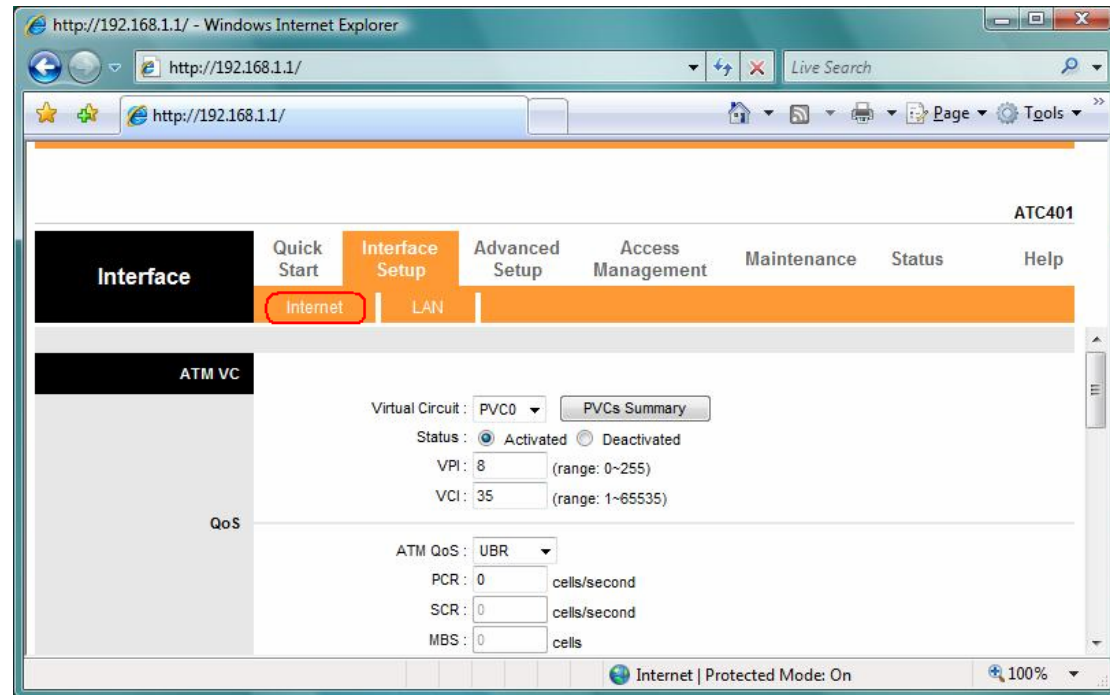 http://192.168.1.1/ - Windows Internet Explorer
http://192.168.1.1/
Live Search
http://192.168.1.1/
Page
Tools
ATC401
Interface
Quick Start
Interface Setup
Advanced Setup
Access Management
Maintenance
Status
Help
Internet
LAN
ATM VC
Virtual Circuit : PVC0 PVCs Summary
Status : Activated Deactivated
VPI : 8 (range: 0~255)
VCI : 35 (range: 1~65535)
QoS
ATM QoS : UBR
PCR : 0 cells/second
SCR : 0 cells/second
MBS : 0 cells
Internet | Protected Mode: On
100%